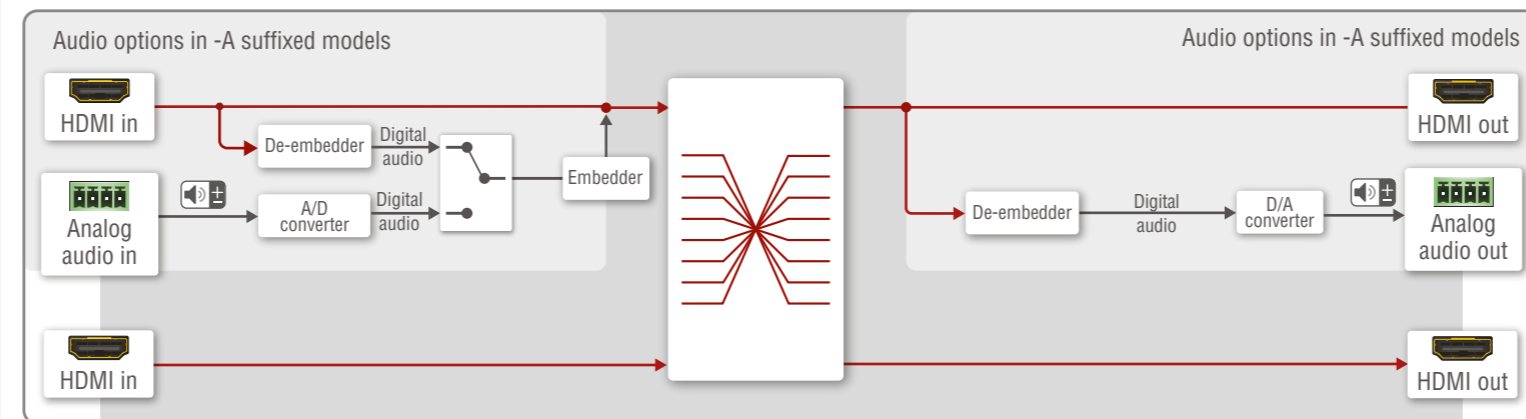 Audio options in -A suffixed models
Audio options in -A suffixed models
HDMI in
De-embedder
Digital
audio
Embedder
Analog
audio in
A/D
converter
Digital
audio
HDMI in
HDMI out
De-embedder
Digital
audio
D/A
converter
Analog
audio out
HDMI out